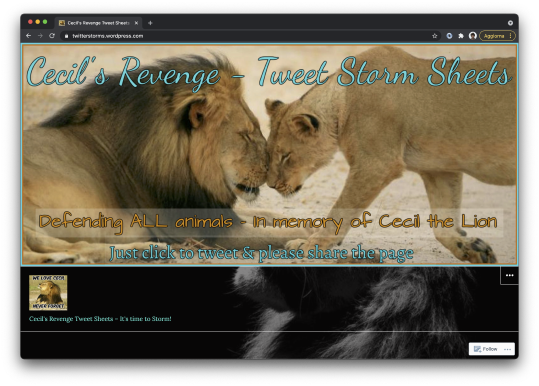 Cecil's Revenge Tweet Sheets
twitterstorms.wordpress.com
Aggiorna
Cecil's Revenge - Tweet Storm Sheets
Defending ALL animals - In memory of Cecil the Lion
Just click to tweet & please share the page
WE LOVE CECIL
NEVER FORGET
Cecil's Revenge Tweet Sheets – It's time to Storm!
Follow